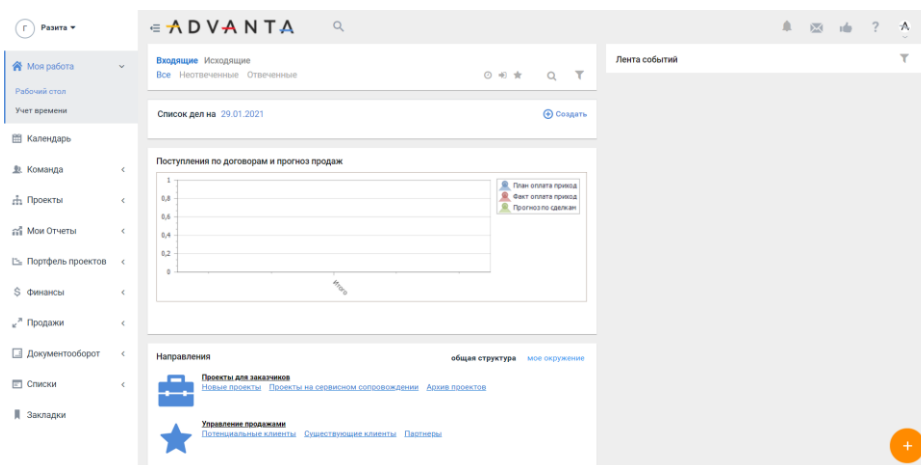 Г Разита
ADVANTA
?
Моя работа
Рабочий стол
Учет времени
Календарь
Команда
Проекты
Мои Отчеты
Портфель проектов
Финансы
Продажи
Документооборот
Списки
Закладки
Входящие Исходящие
Все Неотвеченные Отвеченные
Список дел на 29.01.2021
Создать
Поступления по договорам и прогноз продаж
1
0,8
0,6
0,4
0,2
0
Итого
План оплата приход
Факт оплата приход
Прогноз по сделкам
Направления
общая структура мое окружение
Проекты для заказчиков
Новые проекты Проекты на сервисном сопровождении Архив проектов
Управление продажами
Потенциальные клиенты Существующие клиенты Партнеры
Лента событий